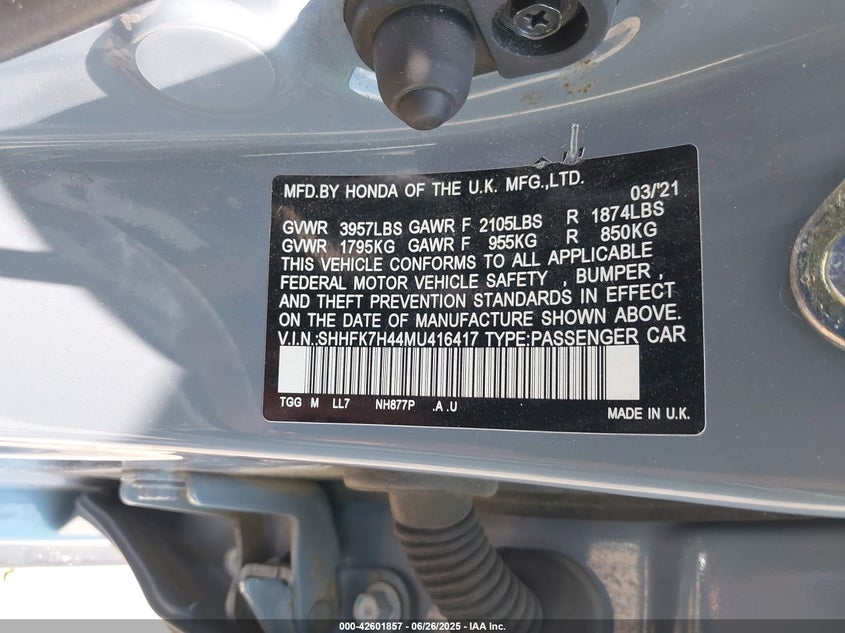 MFD.BY HONDA OF THE U.K. MFG.,LTD. 03/'21
GVWR 3957LBS GAWR F 2105LBS R 1874LBS
GVWR 1795KG GAWR F 955KG R 850KG
THIS VEHICLE CONFORMS TO ALL APPLICABLE
FEDERAL MOTOR VEHICLE SAFETY , BUMPER ,
AND THEFT PREVENTION STANDARDS IN EFFECT
ON THE DATE OF MANUFACTURE SHOWN ABOVE.
V.I.N.:SHHFK7H44MU416417 TYPE:PASSENGER CAR
TGG M LL7 NH877P .A .U
MADE IN U.K.
000-42601857 - 06/26/2025 - IAA Inc.